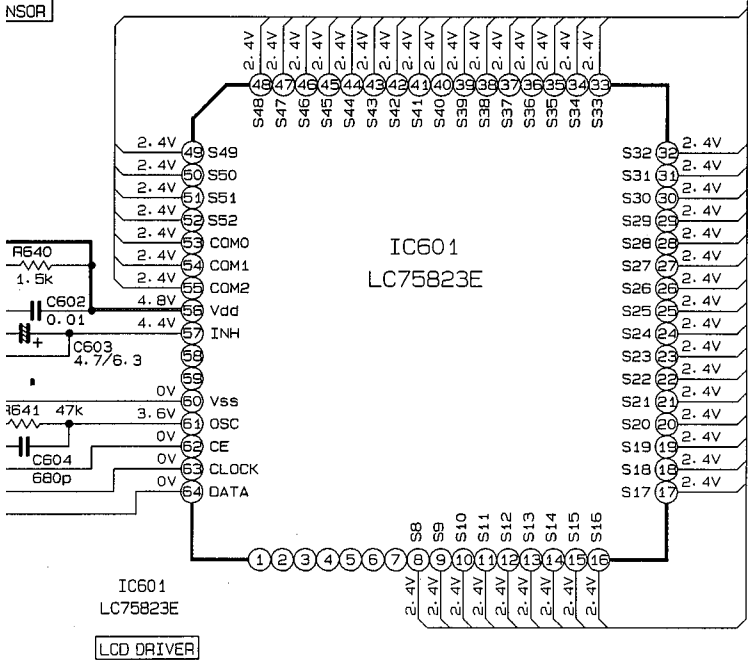 NSOR
2.4V 2.4V 2.4V 2.4V 2.4V 2.4V 2.4V 2.4V 2.4V 2.4V 2.4V 2.4V 2.4V 2.4V 2.4V 2.4V
48 47 46 45 44 43 42 41 40 39 38 37 36 35 34 33
S48 S47 S46 S45 S44 S43 S42 S41 S40 S39 S38 S37 S36 S35 S34 S33
2.4V 49 S49
2.4V 50 S50
2.4V 51 S51
2.4V 52 S52
2.4V 53 COM0
2.4V 54 COM1
2.4V 55 COM2
4.8V 56 Vdd
4.4V 57 INH
58
59
0V 60 Vss
3.6V 61 OSC
0V 62 CE
0V 63 CLOCK
0V 64 DATA
R640
1.5k
C602
0.01
C603
+
4.7/6.3
R641 47k
C604
680p
IC601
LC75823E
S32 32 2.4V
S31 31 2.4V
S30 30 2.4V
S29 29 2.4V
S28 28 2.4V
S27 27 2.4V
S26 26 2.4V
S25 25 2.4V
S24 24 2.4V
S23 23 2.4V
S22 22 2.4V
S21 21 2.4V
S20 20 2.4V
S19 19 2.4V
S18 18 2.4V
S17 17 2.4V
S8 S9 S10 S11 S12 S13 S14 S15 S16
1 2 3 4 5 6 7 8 9 10 11 12 13 14 15 16
2.4V 2.4V 2.4V 2.4V 2.4V 2.4V 2.4V 2.4V 2.4V
IC601
LC75823E
LCD DRIVER